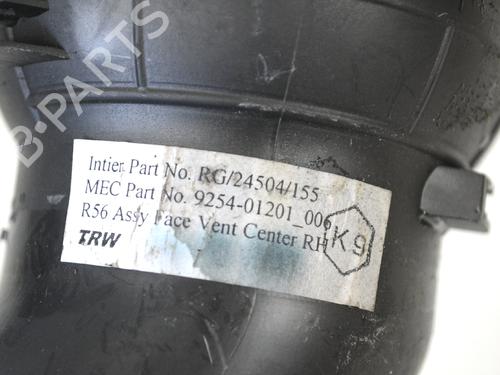 B-PARTS
Intier Part No. RG/24504/155
MEC Part No. 9254-01201_006
R56 Assy Face Vent Center RH
K9
TRW